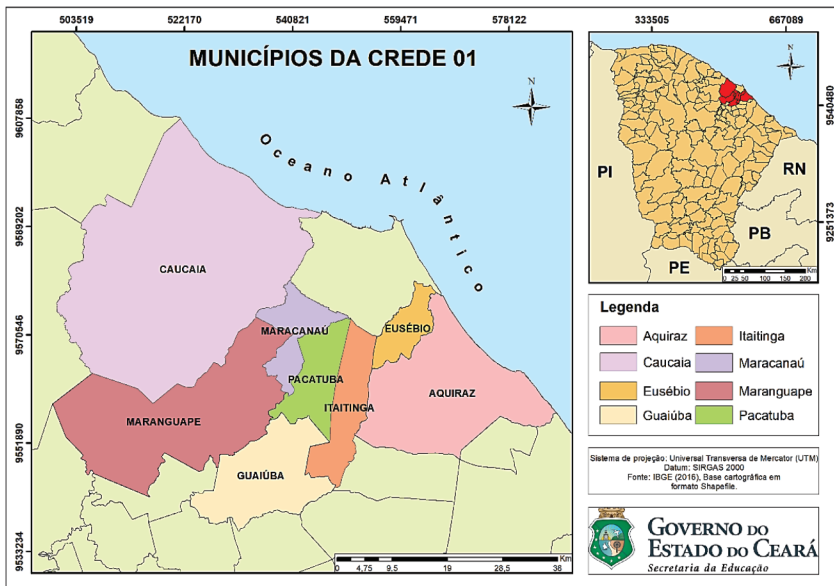 503519 522170 540821 559471 578122
MUNICÍPIOS DA CREDE 01
N
9607858
9589202
9570546
9551890
9533234
Oceano Atlântico
CAUCAIA
MARACANAÚ
EUSÉBIO
PACATUBA
ITAITINGA
AQUIRAZ
MARANGUAPE
GUAIÚBA
0 4,75 9,5 19 28,5 38 Km
333505 667089
N
9540480
9251373
PI
RN
PB
PE
0 25 50 100 150 200 Km
Legenda
Aquiraz Itaitinga
Caucaia Maracanaú
Eusébio Maranguape
Guaiúba Pacatuba
Sistema de projeção: Universal Transversa de Mercator (UTM)
Datum: SIRGAS 2000
Fonte: IBGE (2016), Base cartográfica em
formato Shapefile.
GOVERNO DO
ESTADO DO CEARÁ
Secretaria da Educação